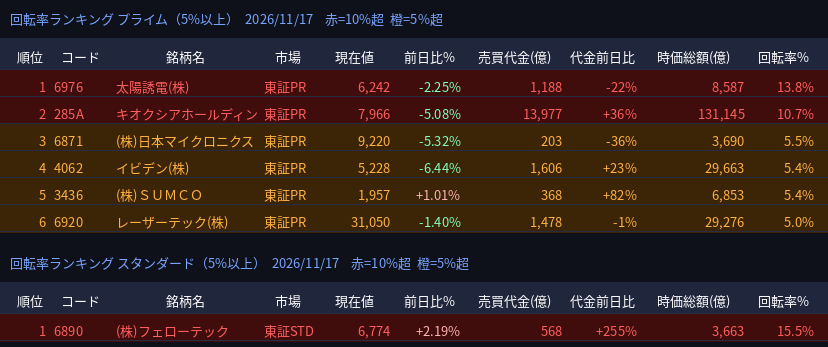 回転率ランキング プライム（5%以上） 2026/11/17　赤=10%超 橙=5%超
順位 コード 銘柄名 市場 現在値 前日比% 売買代金(億) 代金前日比 時価総額(億) 回転率%
1 6976 太陽誘電(株) 東証PR 6,242 -2.25% 1,188 -22% 8,587 13.8%
2 285A キオクシアホールディン 東証PR 7,966 -5.08% 13,977 +36% 131,145 10.7%
3 6871 (株)日本マイクロニクス 東証PR 9,220 -5.32% 203 -36% 3,690 5.5%
4 4062 イビデン(株) 東証PR 5,228 -6.44% 1,606 +23% 29,663 5.4%
5 3436 (株)ＳＵＭＣＯ 東証PR 1,957 +1.01% 368 +82% 6,853 5.4%
6 6920 レーザーテック(株) 東証PR 31,050 -1.40% 1,478 -1% 29,276 5.0%
回転率ランキング スタンダード（5%以上） 2026/11/17　赤=10%超 橙=5%超
順位 コード 銘柄名 市場 現在値 前日比% 売買代金(億) 代金前日比 時価総額(億) 回転率%
1 6890 (株)フェローテック 東証STD 6,774 +2.19% 568 +255% 3,663 15.5%